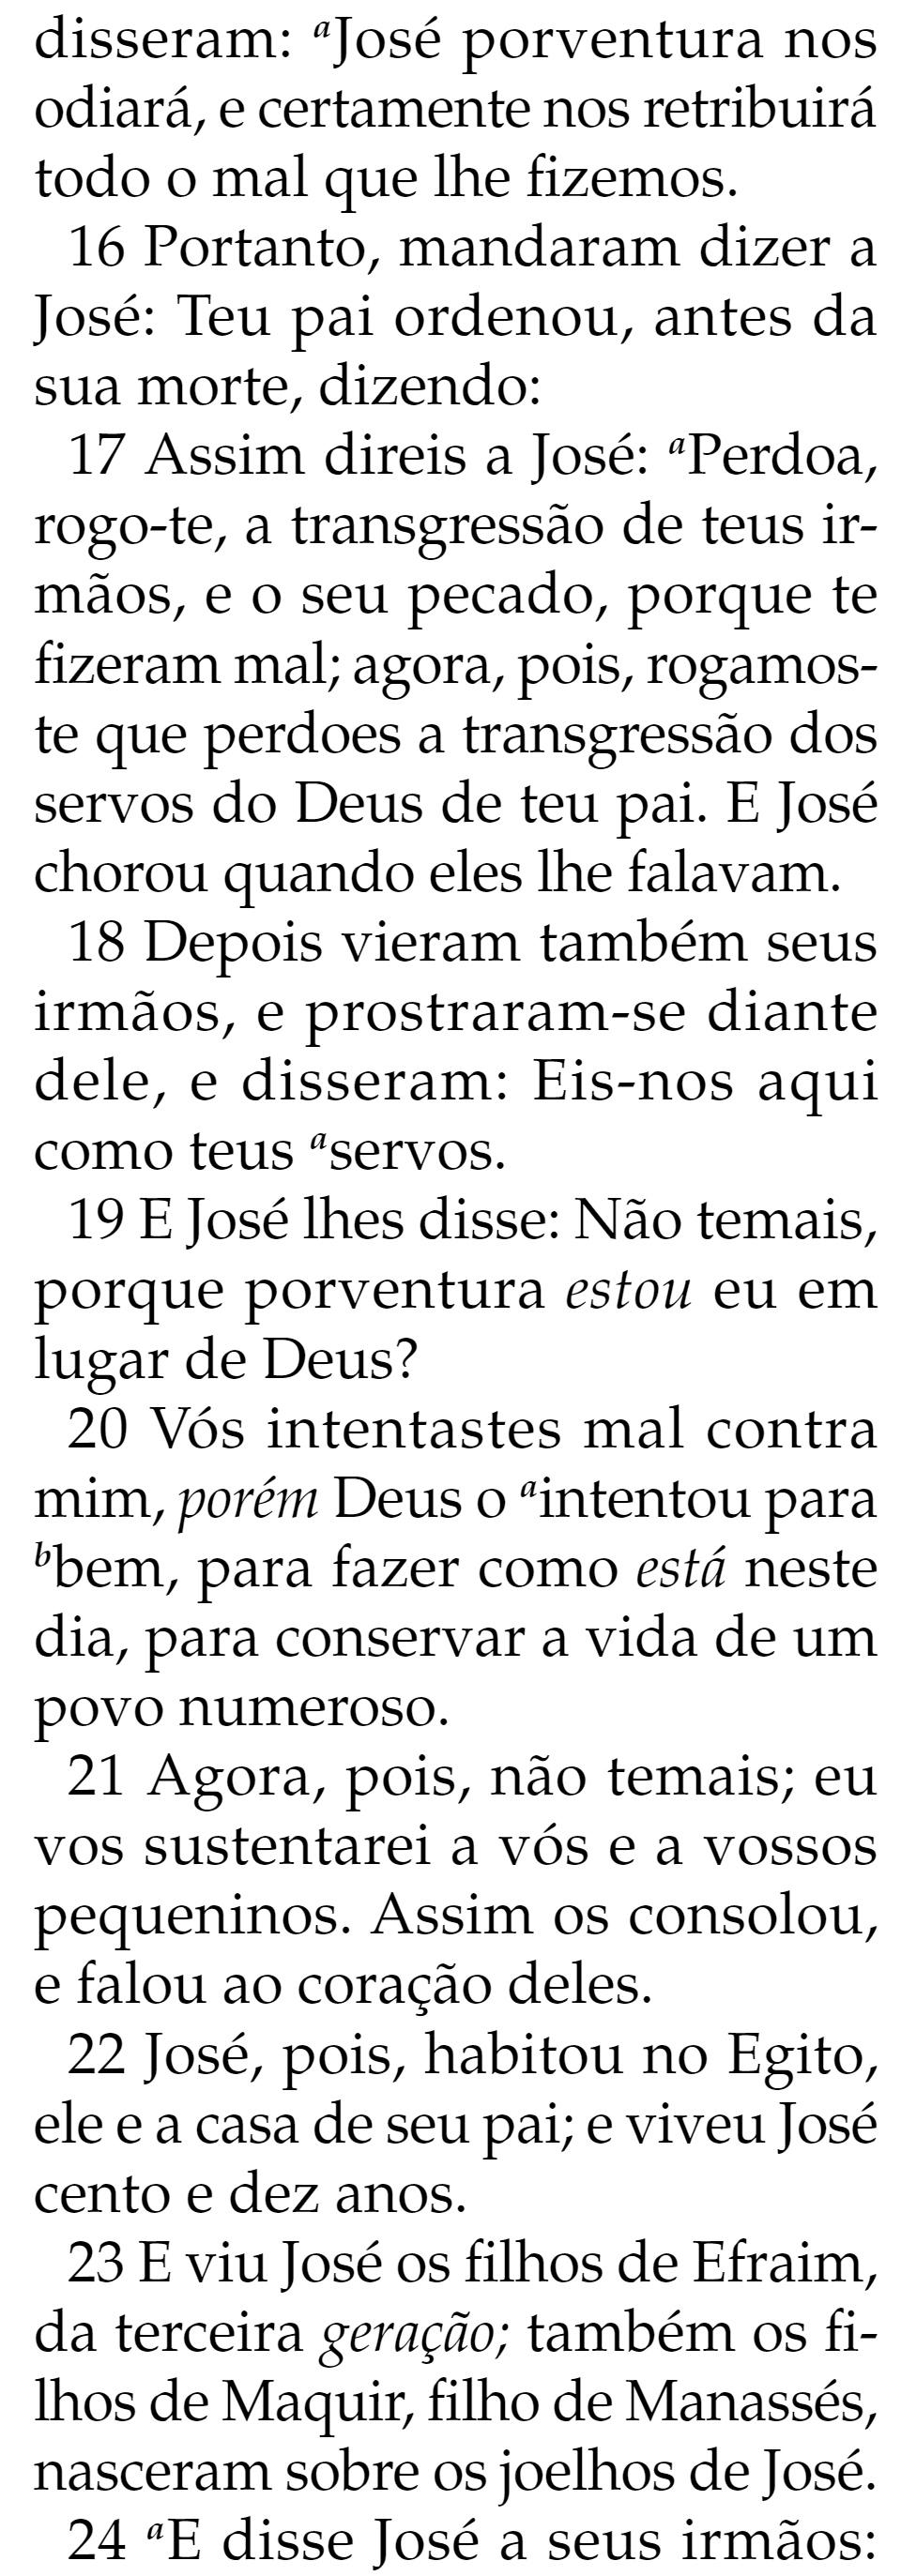 disseram: aJosé porventura nos
odiará, e certamente nos retribuirá
todo o mal que lhe fizemos.
16 Portanto, mandaram dizer a
José: Teu pai ordenou, antes da
sua morte, dizendo:
17 Assim direis a José: aPerdoa,
rogo-te, a transgressão de teus ir-
mãos, e o seu pecado, porque te
fizeram mal; agora, pois, rogamos-
te que perdoes a transgressão dos
servos do Deus de teu pai. E José
chorou quando eles lhe falavam.
18 Depois vieram também seus
irmãos, e prostraram-se diante
dele, e disseram: Eis-nos aqui
como teus aservos.
19 E José lhes disse: Não temais,
porque porventura estou eu em
lugar de Deus?
20 Vós intentastes mal contra
mim, porém Deus o aintentou para
bbem, para fazer como está neste
dia, para conservar a vida de um
povo numeroso.
21 Agora, pois, não temais; eu
vos sustentarei a vós e a vossos
pequeninos. Assim os consolou,
e falou ao coração deles.
22 José, pois, habitou no Egito,
ele e a casa de seu pai; e viveu José
cento e dez anos.
23 E viu José os filhos de Efraim,
da terceira geração; também os fi-
lhos de Maquir, filho de Manassés,
nasceram sobre os joelhos de José.
24 aE disse José a seus irmãos: